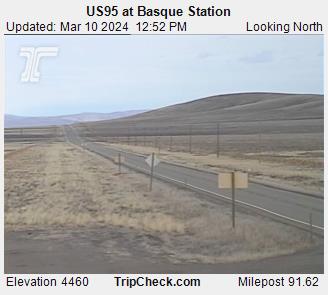 US95 at Basque Station
Updated: Mar 10 2024 12:52 PM Looking North
Elevation 4460 TripCheck.com Milepost 91.62